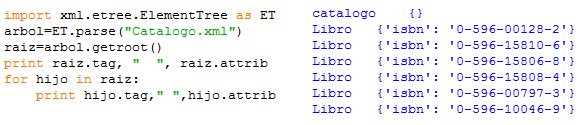 import xml.etree.ElementTree as ET
arbol=ET.parse("Catalogo.xml")
raiz=arbol.getroot()
print raiz.tag, "  ", raiz.attrib
for hijo in raiz:
    print hijo.tag," ",hijo.attrib
catalogo    {}
Libro   {'isbn': '0-596-00128-2'}
Libro   {'isbn': '0-596-15810-6'}
Libro   {'isbn': '0-596-15806-8'}
Libro   {'isbn': '0-596-15808-4'}
Libro   {'isbn': '0-596-00797-3'}
Libro   {'isbn': '0-596-10046-9'}